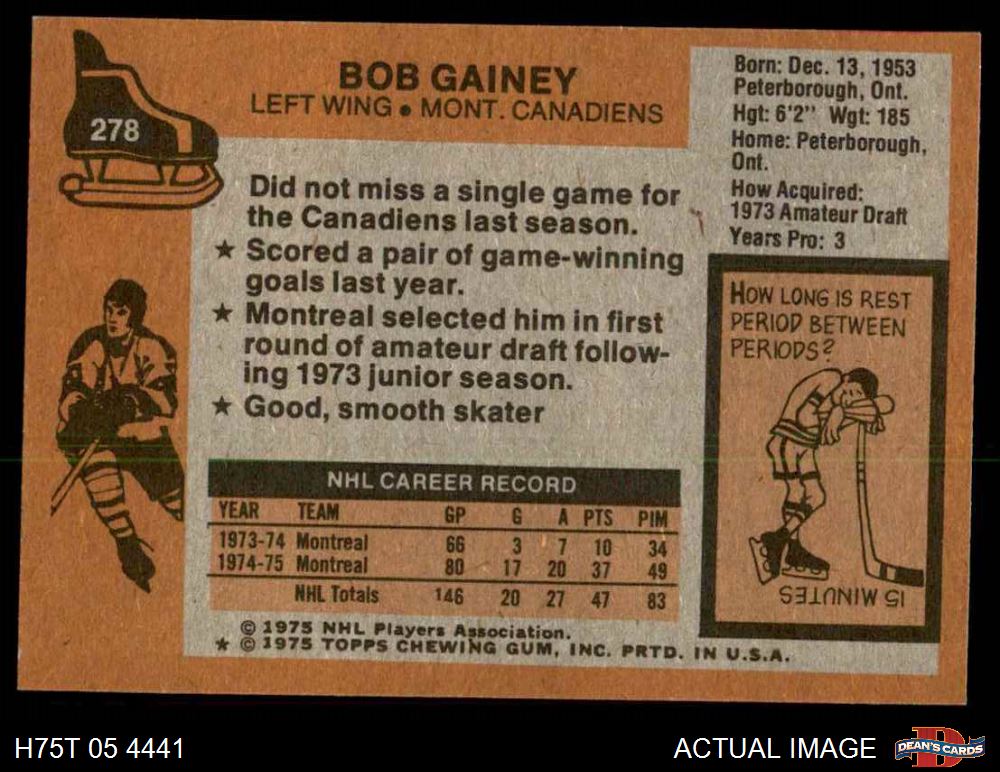 278
BOB GAINEY
LEFT WING • MONT. CANADIENS
Born: Dec. 13, 1953
Peterborough, Ont.
Hgt: 6'2" Wgt: 185
Home: Peterborough,
Ont.
How Acquired:
1973 Amateur Draft
Years Pro: 3
Did not miss a single game for
the Canadiens last season.
★ Scored a pair of game-winning
goals last year.
★ Montreal selected him in first
round of amateur draft follow-
ing 1973 junior season.
★ Good, smooth skater
HOW LONG IS REST
PERIOD BETWEEN
PERIODS?
15 MINUTES
NHL CAREER RECORD
YEAR TEAM GP G A PTS PIM
1973-74 Montreal 66 3 7 10 34
1974-75 Montreal 80 17 20 37 49
NHL Totals 146 20 27 47 83
© 1975 NHL Players Association.
★ © 1975 TOPPS CHEWING GUM, INC. PRTD. IN U.S.A.
H75T 05 4441
ACTUAL IMAGE
D
DEAN'S CARDS